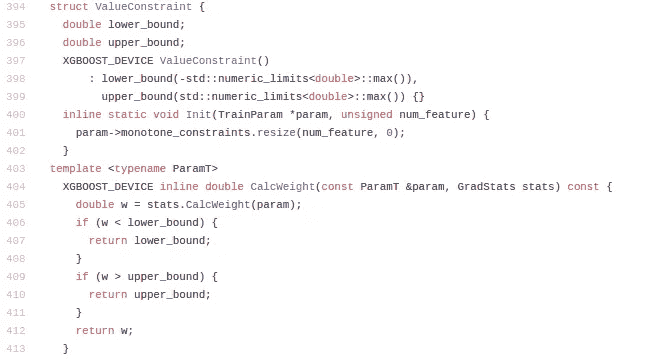 394 struct ValueConstraint {
395 double lower_bound;
396 double upper_bound;
397 XGBOOST_DEVICE ValueConstraint()
398 : lower_bound(-std::numeric_limits<double>::max()),
399 upper_bound(std::numeric_limits<double>::max()) {}
400 inline static void Init(TrainParam *param, unsigned num_feature) {
401 param->monotone_constraints.resize(num_feature, 0);
402 }
403 template <typename ParamT>
404 XGBOOST_DEVICE inline double CalcWeight(const ParamT &param, GradStats stats) const {
405 double w = stats.CalcWeight(param);
406 if (w < lower_bound) {
407 return lower_bound;
408 }
409 if (w > upper_bound) {
410 return upper_bound;
411 }
412 return w;
413 }